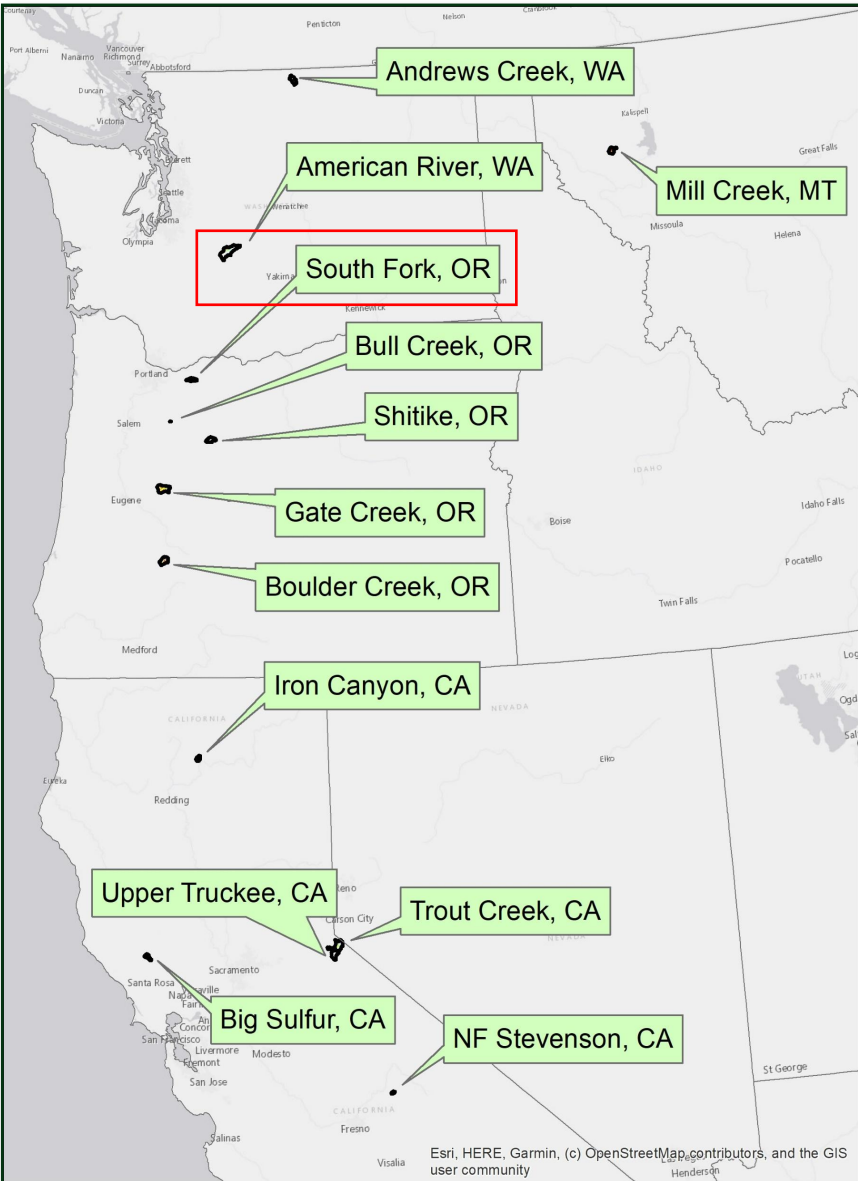 Courtenay
Penticton
Nelson
Cranbrook
Port Alberni
Vancouver
Nanaimo
Richmond
Surrey
Abbotsford
Andrews Creek, WA
Duncan
Kalispell
Victoria
Great Falls
Everett
American River, WA
Mill Creek, MT
Seattle
Wenatchee
Tacoma
Missoula
Olympia
Helena
South Fork, OR
Yakima
Kennewick
Bull Creek, OR
Portland
Salem
Shitike, OR
IDAHO
Eugene
Gate Creek, OR
Idaho Falls
Boise
Boulder Creek, OR
Pocatello
Twin Falls
Medford
Iron Canyon, CA
UTAH
CALIFORNIA
NEVADA
Elko
Eureka
Redding
Upper Truckee, CA
Trout Creek, CA
Carson City
NEVADA
Sacramento
Santa Rosa
Big Sulfur, CA
San Francisco
Livermore
Modesto
Fremont
NF Stevenson, CA
San Jose
St George
CALIFORNIA
Fresno
Salinas
Visalia
Esri, HERE, Garmin, (c) OpenStreetMap contributors, and the GIS
user community
Henderson